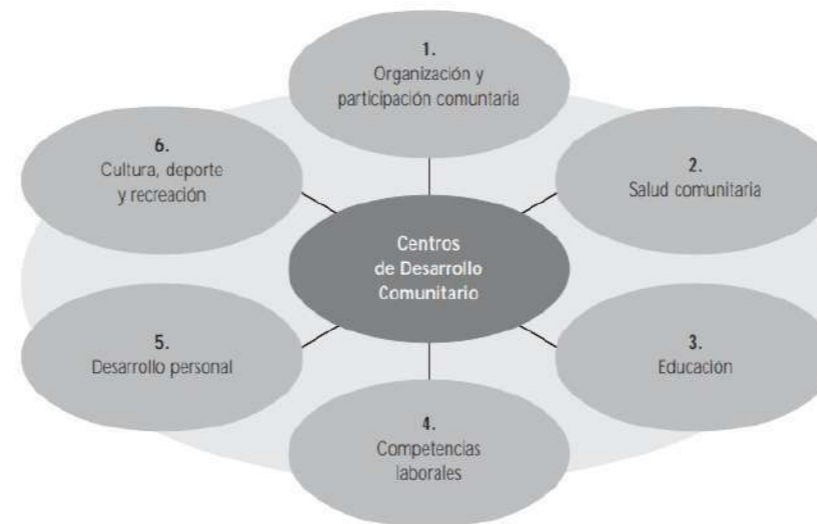 1.
Organización y
participación comuntaria
2.
Salud comunitaria
3.
Educación
4.
Competencias
laborales
5.
Desarrollo personal
6.
Cultura, deporte
y recreación
Centros
de Desarrollo
Comunitario